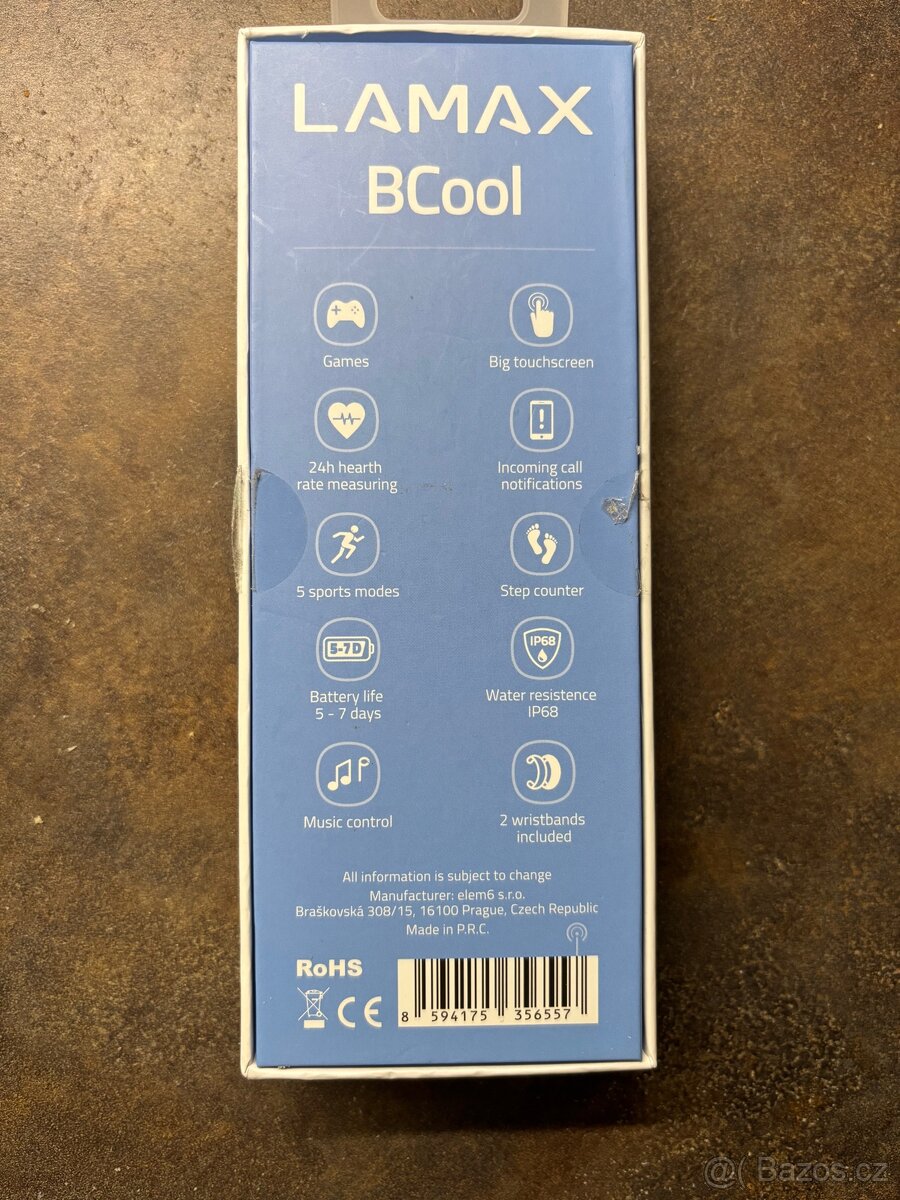 LAMAX
BCool
Games
Big touchscreen
24h hearth
rate measuring
Incoming call
notifications
5 sports modes
Step counter
5-7D
Battery life
5 - 7 days
IP68
Water resistence
IP68
Music control
2 wristbands
included
All information is subject to change
Manufacturer: elem6 s.r.o.
Braškovská 308/15, 16100 Prague, Czech Republic
Made in P.R.C.
RoHS
CE
8 594175 356557
@( Bazos.cz